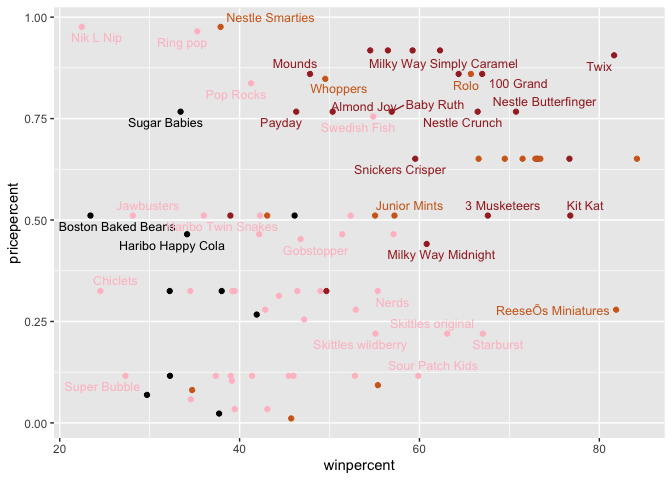 1.00
Nestle Smarties
Nik L Nip
Ring pop
Mounds
Milky Way Simply Caramel
Twix
Pop Rocks
Whoppers
Rolo
100 Grand
Almond Joy
Baby Ruth
Nestle Butterfinger
0.75
Sugar Babies
Payday
Swedish Fish
Nestle Crunch
Snickers Crisper
pricepercent
Jawbusters
Junior Mints
3 Musketeers
Kit Kat
0.50
Boston Baked Beans
Haribo Twin Snakes
Haribo Happy Cola
Gobstopper
Milky Way Midnight
Chiclets
Nerds
ReeseÕs Miniatures
0.25
Skittles original
Skittles wildberry
Starburst
Sour Patch Kids
Super Bubble
0.00
20
40
60
80
winpercent